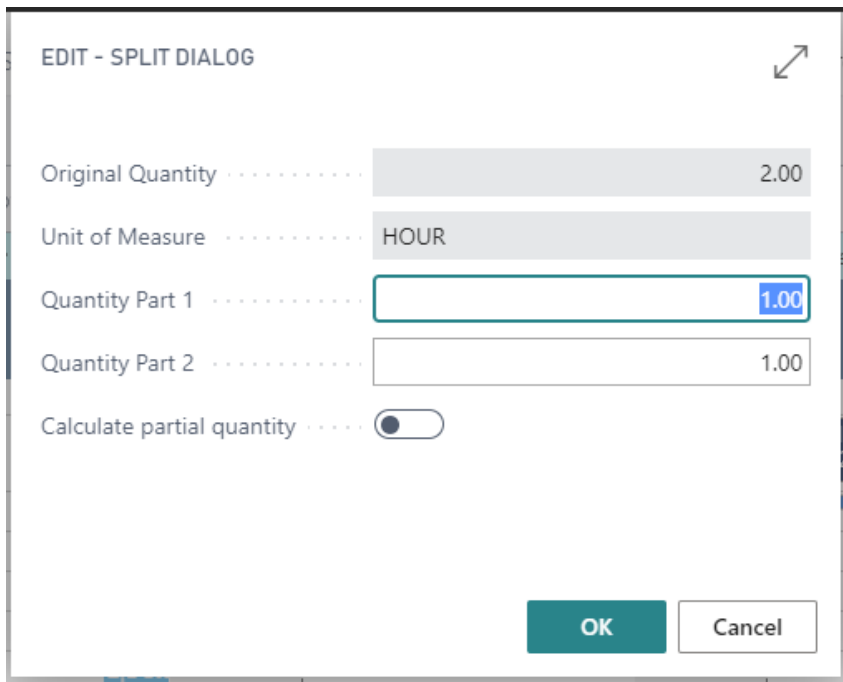 EDIT - SPLIT DIALOG
Original Quantity 2.00
Unit of Measure HOUR
Quantity Part 1 1.00
Quantity Part 2 1.00
Calculate partial quantity
OK Cancel